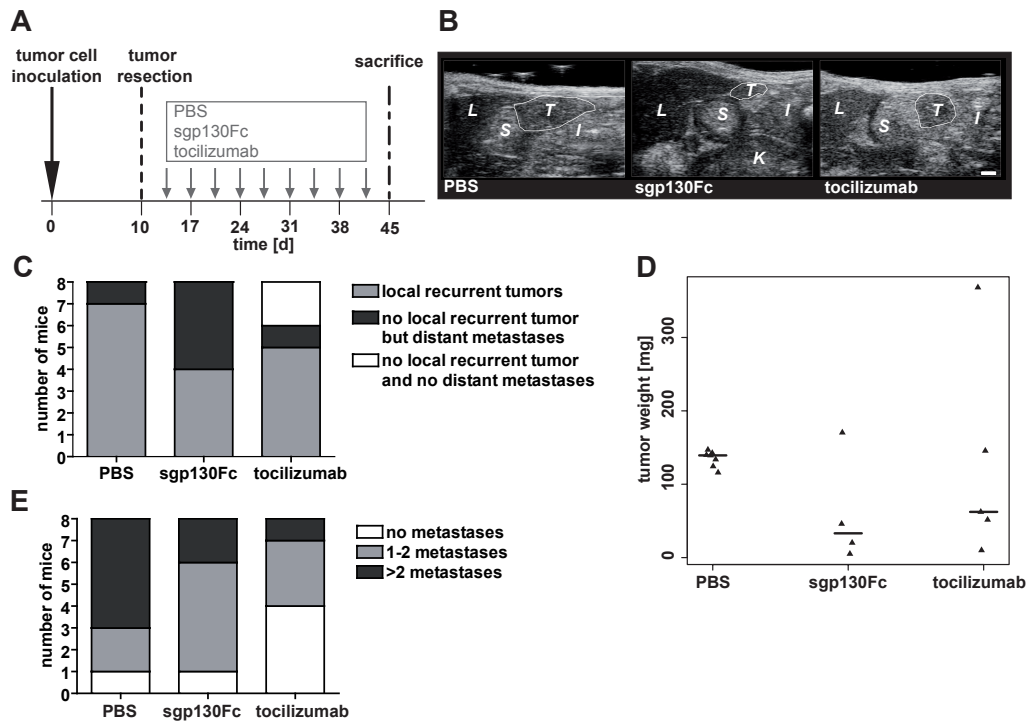 A
tumor cell
inoculation
tumor
resection
sacrifice
PBS
sgp130Fc
tocilizumab
0
10
17
24
31
38
45
time [d]
B
L
S
T
I
PBS
L
S
T
I
K
sgp130Fc
L
S
T
I
tocilizumab
C
number of mice
8
7
6
5
4
3
2
1
0
PBS
sgp130Fc
tocilizumab
local recurrent tumors
no local recurrent tumor
but distant metastases
no local recurrent tumor
and no distant metastases
D
tumor weight [mg]
300
200
100
0
PBS
sgp130Fc
tocilizumab
E
number of mice
8
7
6
5
4
3
2
1
0
PBS
sgp130Fc
tocilizumab
no metastases
1-2 metastases
>2 metastases